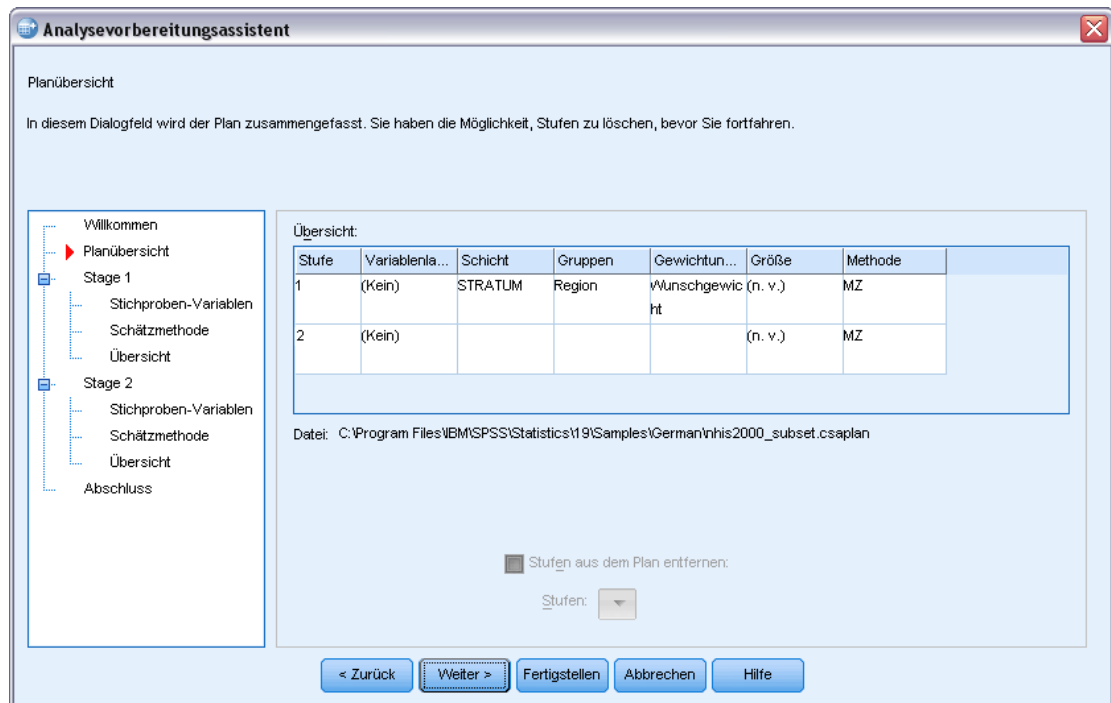 Analysevorbereitungsassistent
Planübersicht
In diesem Dialogfeld wird der Plan zusammengefasst. Sie haben die Möglichkeit, Stufen zu löschen, bevor Sie fortfahren.
Willkommen
Planübersicht
Stage 1
Stichproben-Variablen
Schätzmethode
Übersicht
Stage 2
Stichproben-Variablen
Schätzmethode
Übersicht
Abschluss
Übersicht:
Stufe Variablenla... Schicht Gruppen Gewichtun... Größe Methode
1 (Kein) STRATUM Region Wunschgewic (n. v.) MZ
ht
2 (Kein) (n. v.) MZ
Datei: C:\Program Files\IBM\SPSS\Statistics\19\Samples\German\nhis2000_subset.csaplan
Stufen aus dem Plan entfernen:
Stufen:
< Zurück Weiter > Fertigstellen Abbrechen Hilfe